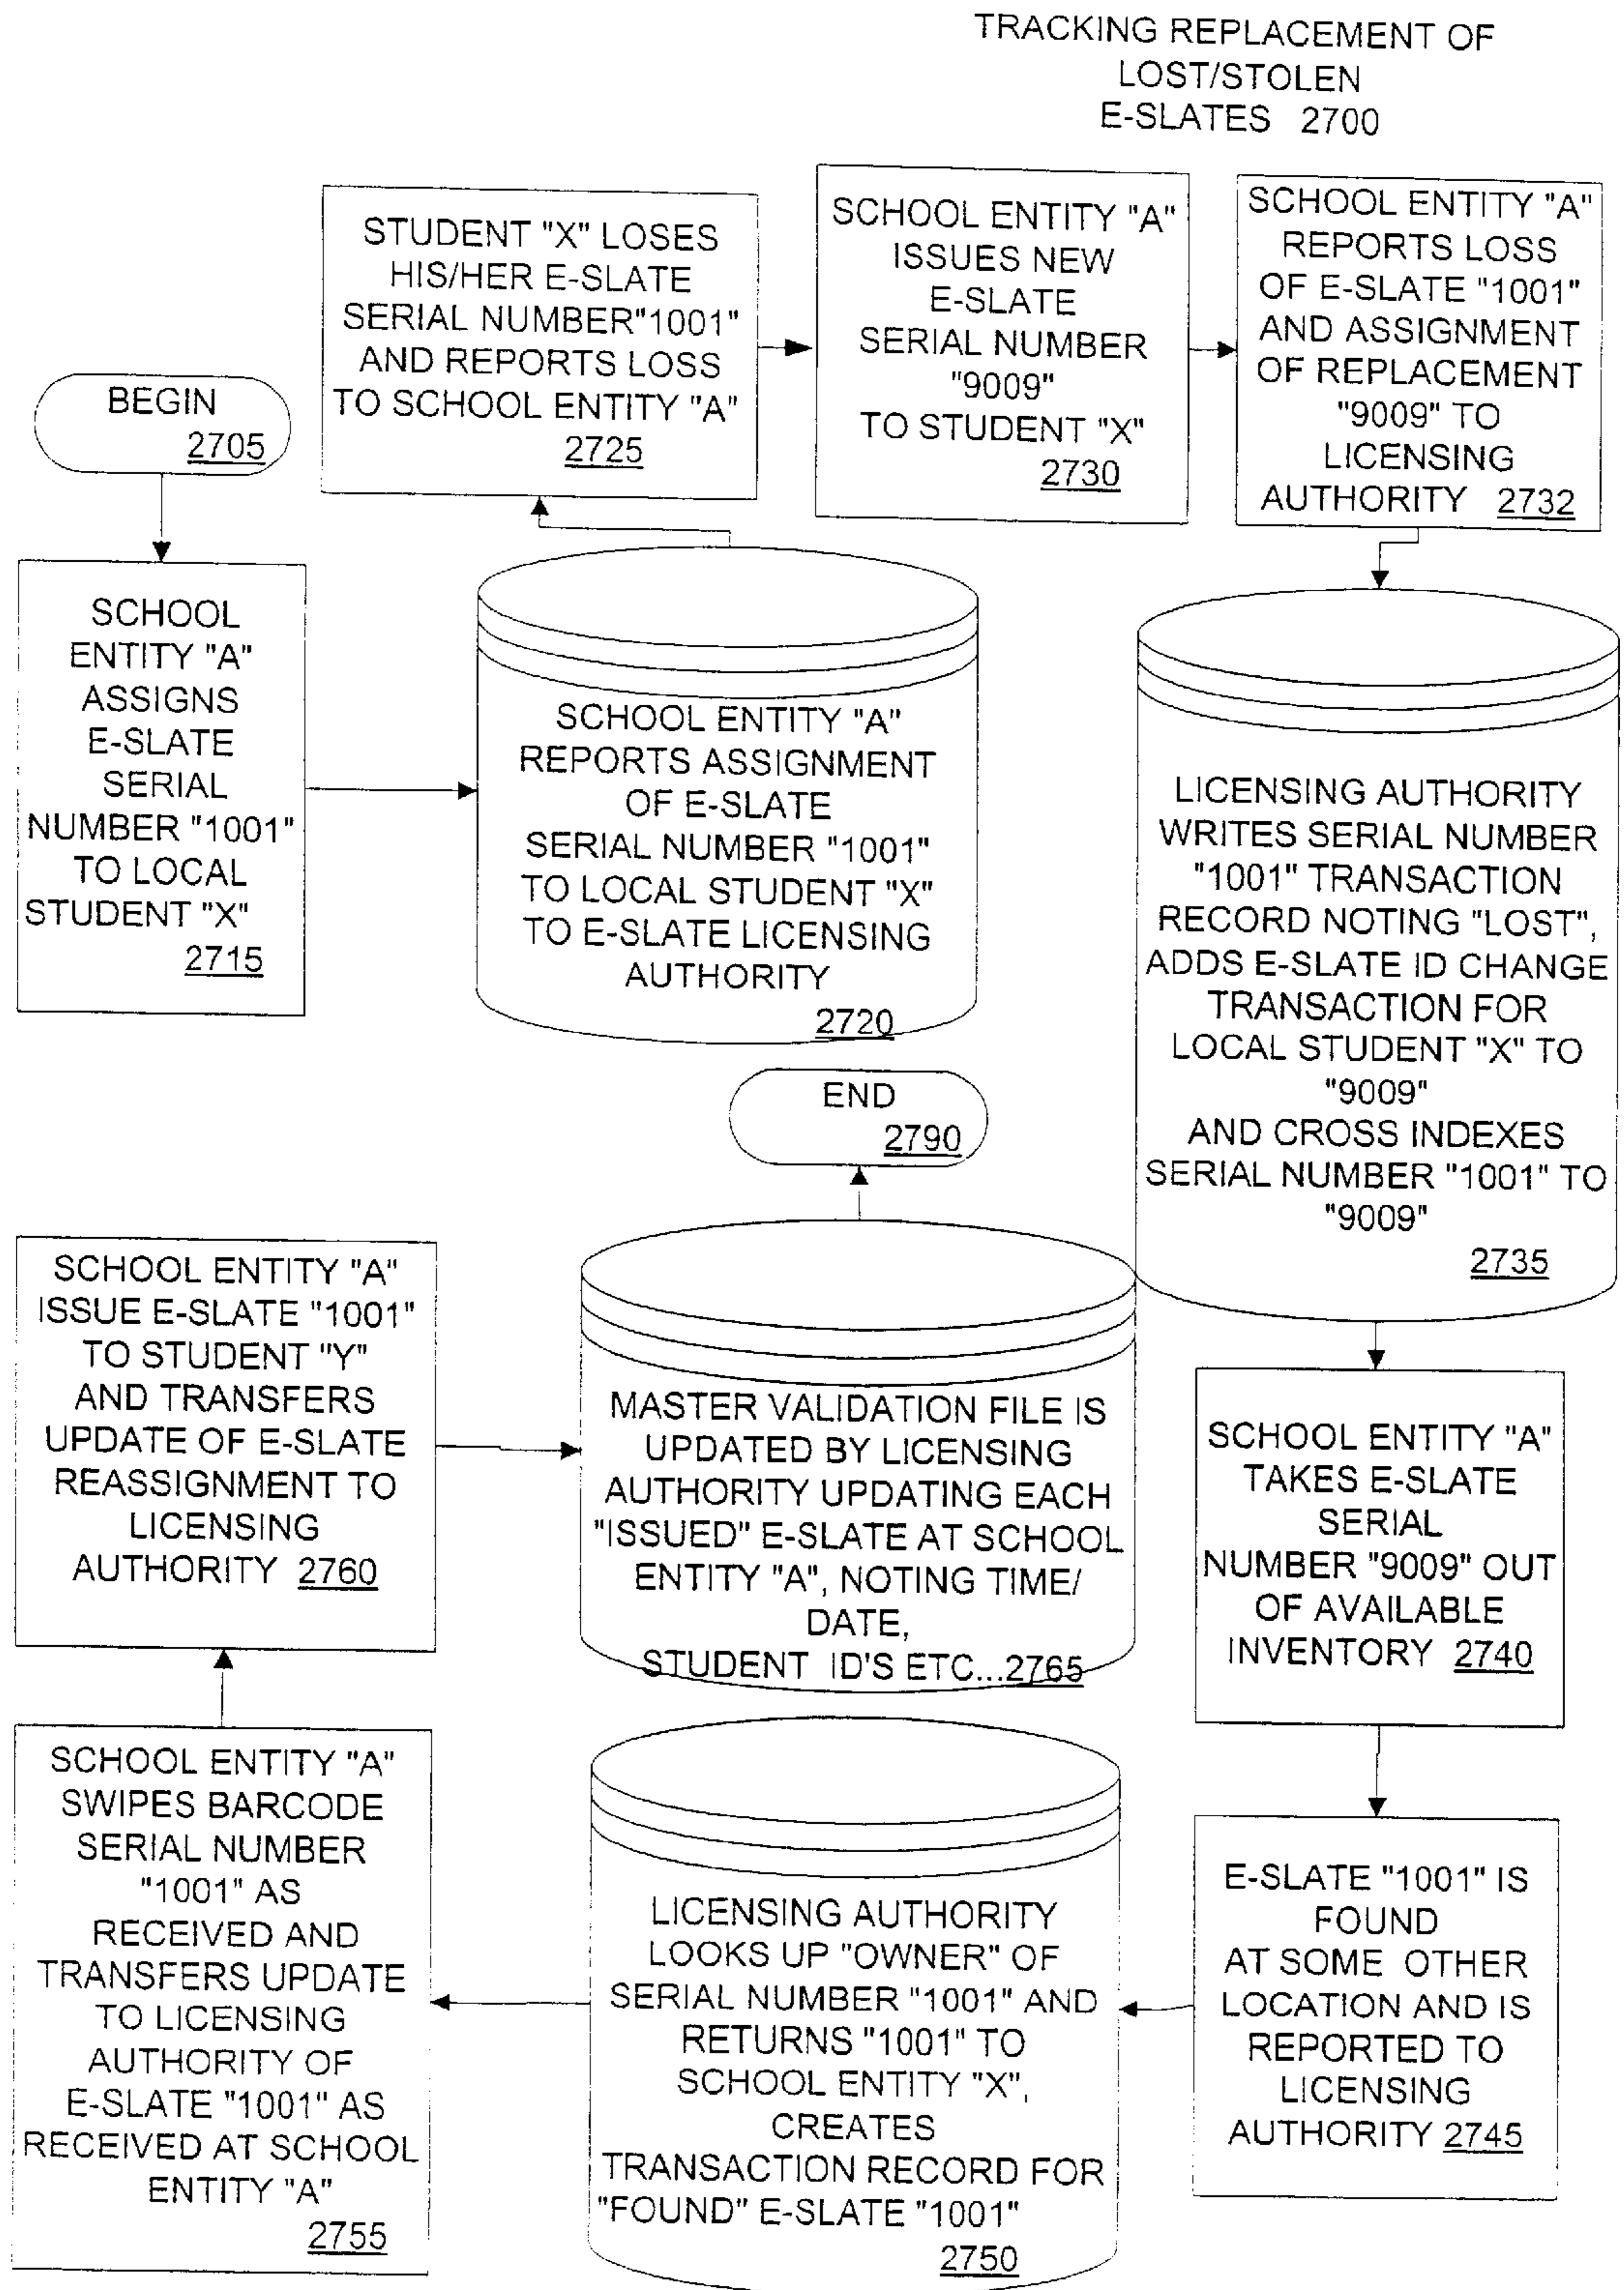 TRACKING REPLACEMENT OF
LOST/STOLEN
E-SLATES 2700
BEGIN
2705
SCHOOL
ENTITY "A"
ASSIGNS
E-SLATE
SERIAL
NUMBER "1001"
TO LOCAL
STUDENT "X"
2715
SCHOOL ENTITY "A"
REPORTS ASSIGNMENT
OF E-SLATE
SERIAL NUMBER "1001"
TO LOCAL STUDENT "X"
TO E-SLATE LICENSING
AUTHORITY
2720
STUDENT "X" LOSES
HIS/HER E-SLATE
SERIAL NUMBER"1001"
AND REPORTS LOSS
TO SCHOOL ENTITY "A"
2725
SCHOOL ENTITY "A"
ISSUES NEW
E-SLATE
SERIAL NUMBER
"9009"
TO STUDENT "X"
2730
SCHOOL ENTITY "A"
REPORTS LOSS
OF E-SLATE "1001"
AND ASSIGNMENT
OF REPLACEMENT
"9009" TO
LICENSING
AUTHORITY 2732
LICENSING AUTHORITY
WRITES SERIAL NUMBER
"1001" TRANSACTION
RECORD NOTING "LOST",
ADDS E-SLATE ID CHANGE
TRANSACTION FOR
LOCAL STUDENT "X" TO
"9009"
AND CROSS INDEXES
SERIAL NUMBER "1001" TO
"9009"
2735
SCHOOL ENTITY "A"
TAKES E-SLATE
SERIAL
NUMBER "9009" OUT
OF AVAILABLE
INVENTORY 2740
E-SLATE "1001" IS
FOUND
AT SOME OTHER
LOCATION AND IS
REPORTED TO
LICENSING
AUTHORITY 2745
LICENSING AUTHORITY
LOOKS UP "OWNER" OF
SERIAL NUMBER "1001" AND
RETURNS "1001" TO
SCHOOL ENTITY "X",
CREATES
TRANSACTION RECORD FOR
"FOUND" E-SLATE "1001"
2750
SCHOOL ENTITY "A"
SWIPES BARCODE
SERIAL NUMBER
"1001" AS
RECEIVED AND
TRANSFERS UPDATE
TO LICENSING
AUTHORITY OF
E-SLATE "1001" AS
RECEIVED AT SCHOOL
ENTITY "A"
2755
SCHOOL ENTITY "A"
ISSUE E-SLATE "1001"
TO STUDENT "Y"
AND TRANSFERS
UPDATE OF E-SLATE
REASSIGNMENT TO
LICENSING
AUTHORITY 2760
MASTER VALIDATION FILE IS
UPDATED BY LICENSING
AUTHORITY UPDATING EACH
"ISSUED" E-SLATE AT SCHOOL
ENTITY "A", NOTING TIME/
DATE,
STUDENT ID'S ETC...2765
END
2790